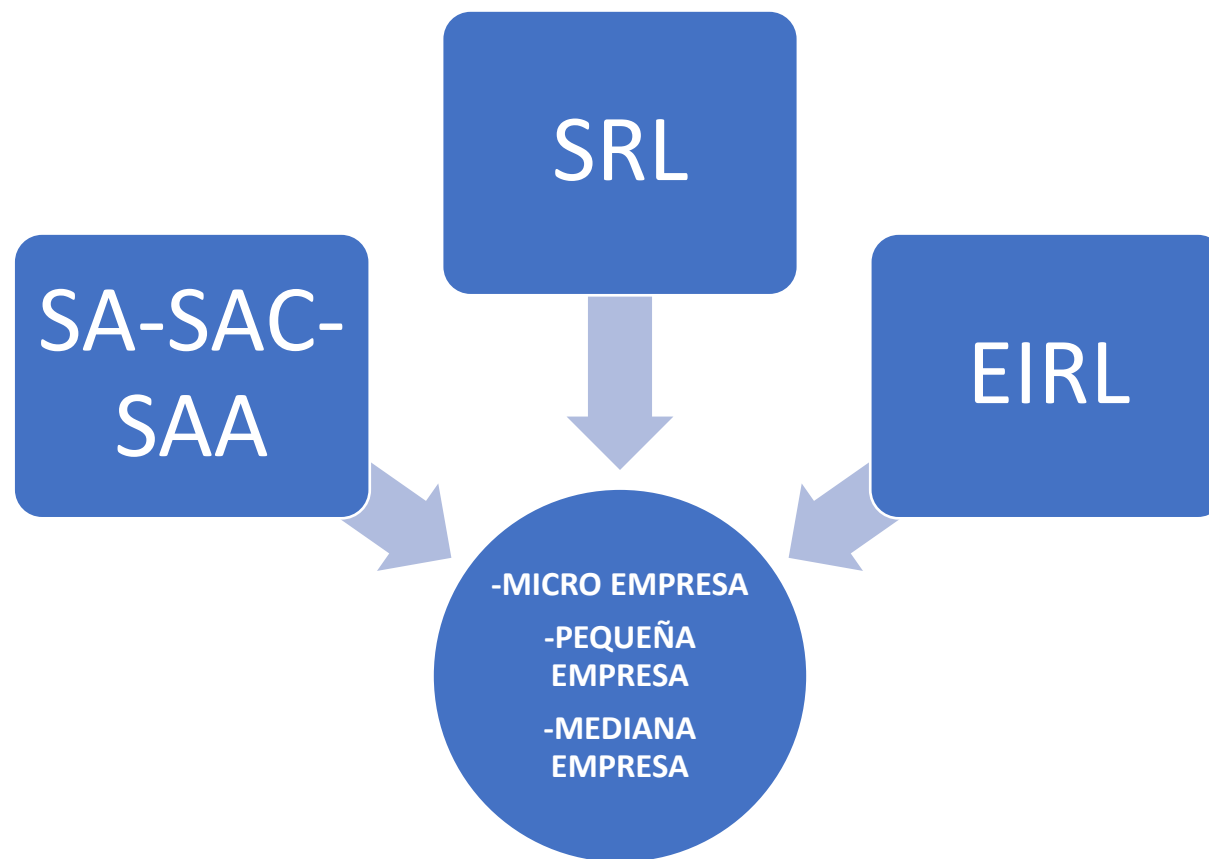 SRL
SA-SAC-
SAA
EIRL
-MICRO EMPRESA
-PEQUEÑA
EMPRESA
-MEDIANA
EMPRESA